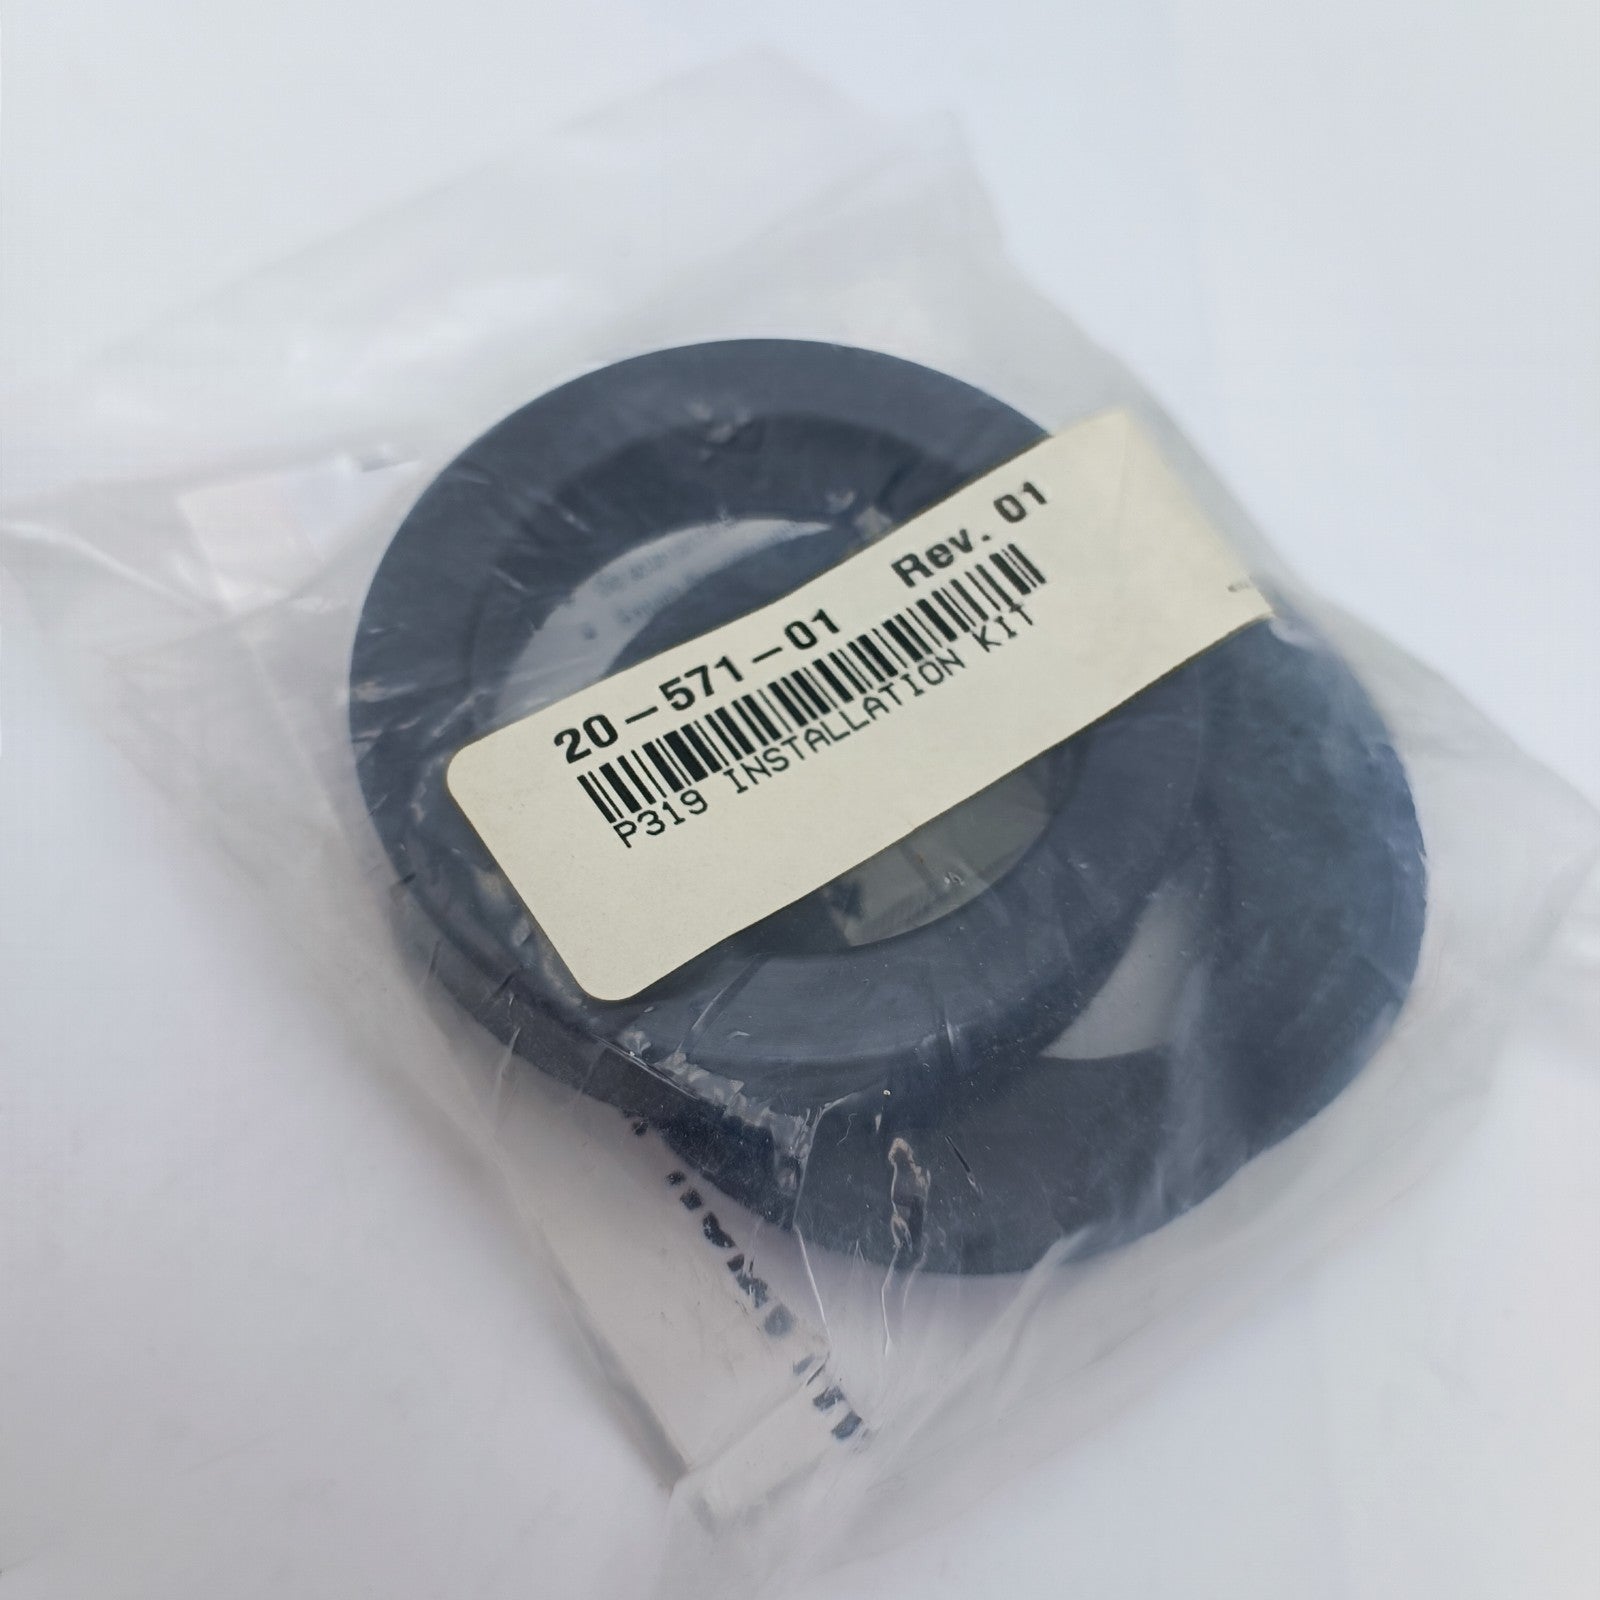 20-571-01 Rev. 01
P319 INSTALLATION KIT